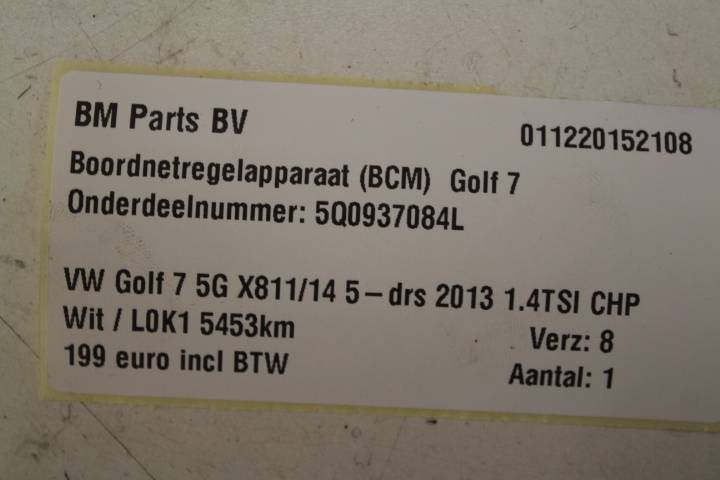 BM Parts BV
011220152108
Boordnetregelapparaat (BCM) Golf 7
Onderdeelnummer: 5Q0937084L
VW Golf 7 5G X811/14 5-drs 2013 1.4TSI CHP
Wit / L0K1 5453km
Verz: 8
199 euro incl BTW
Aantal: 1